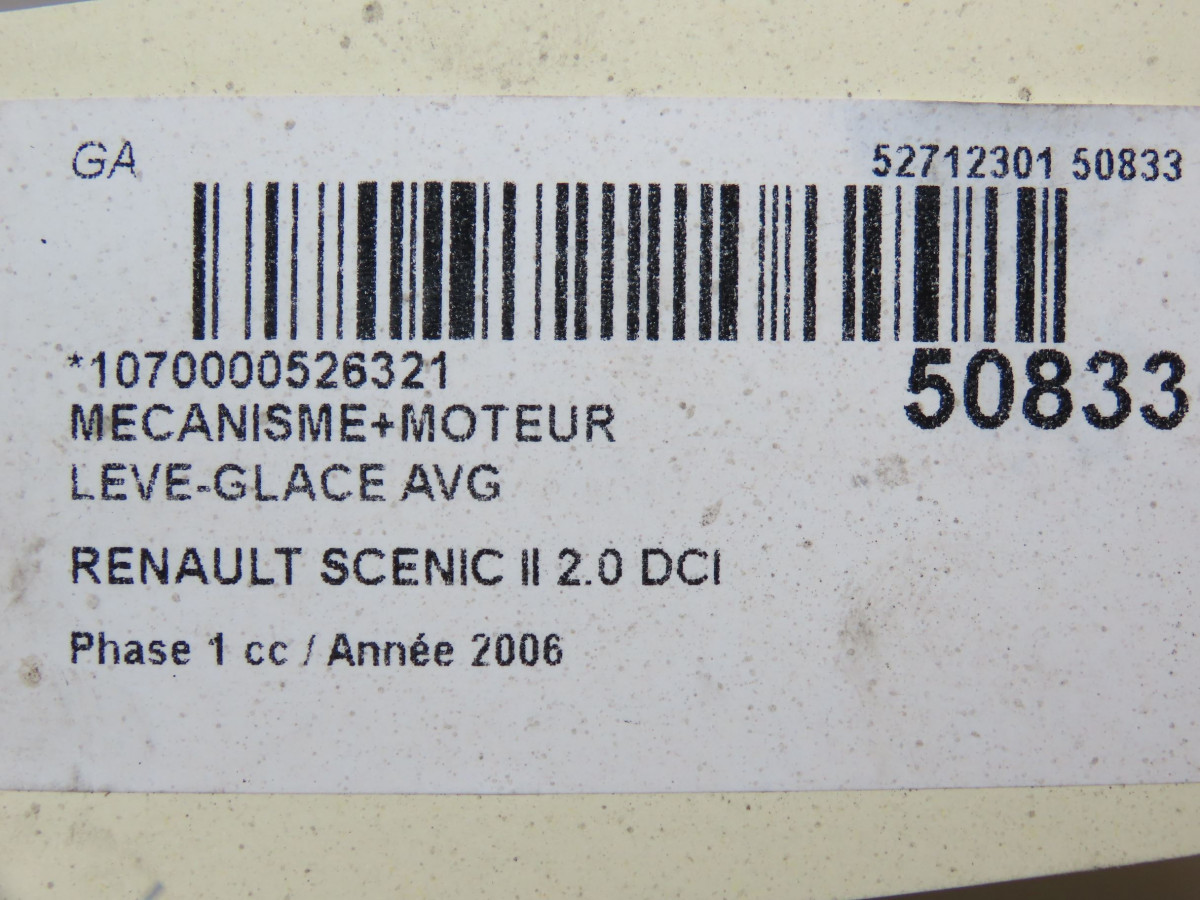 GA
52712301 50833
*1070000526321
50833
MECANISME+MOTEUR
LEVE-GLACE AVG
RENAULT SCENIC II 2.0 DCI
Phase 1 cc / Année 2006